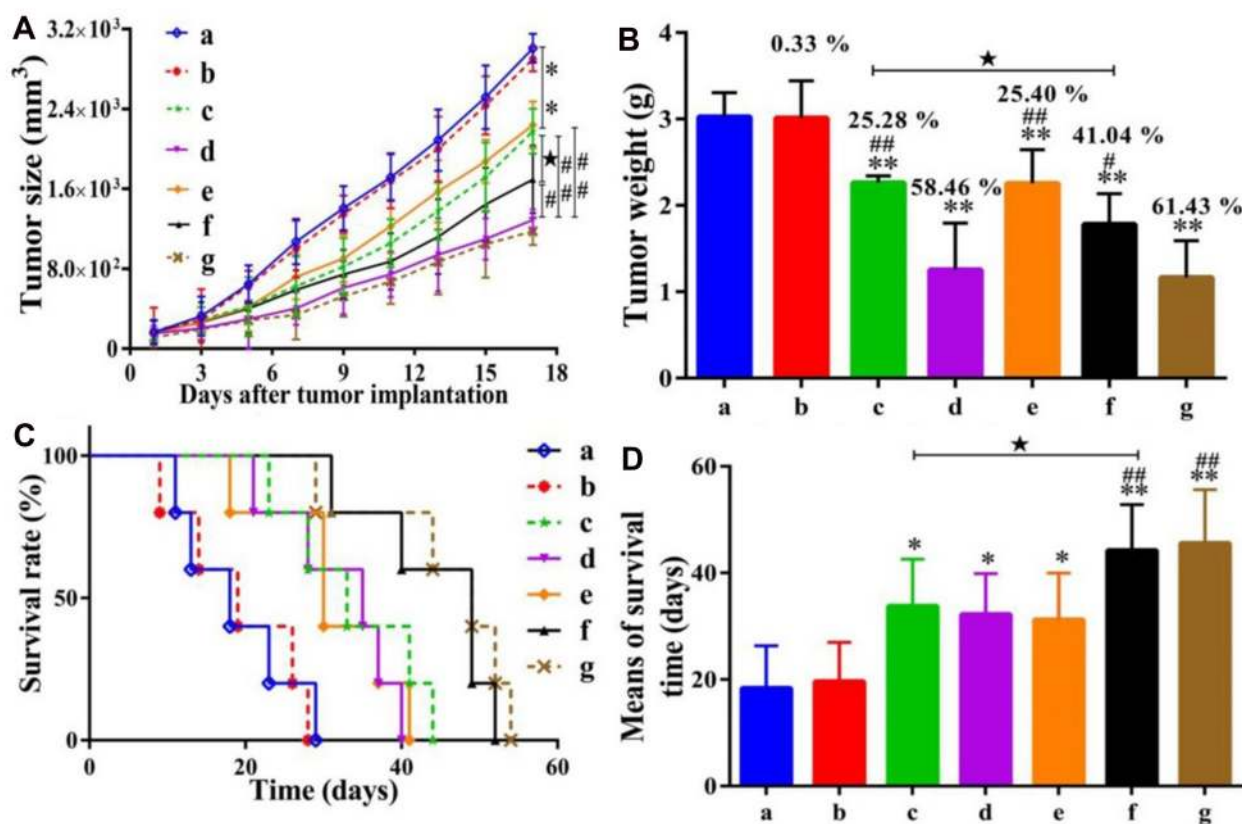 A
Tumor size (mm³)
3.2×10³
2.4×10³
1.6×10³
8.0×10²
0
0 3 6 9 12 15 18
Days after tumor implantation
a
b
c
d
e
f
g
*
*
★
#
##
##
B
Tumor weight (g)
4
3
2
1
0
0.33 %
★
25.28 %
##
**
58.46 %
**
25.40 %
##
**
41.04 %
#
**
61.43 %
**
a b c d e f g
C
Survival rate (%)
100
50
0
0 20 40 60
Time (days)
a
b
c
d
e
f
g
D
Means of survival
time (days)
60
40
20
0
★
*
*
*
##
**
##
**
a b c d e f g